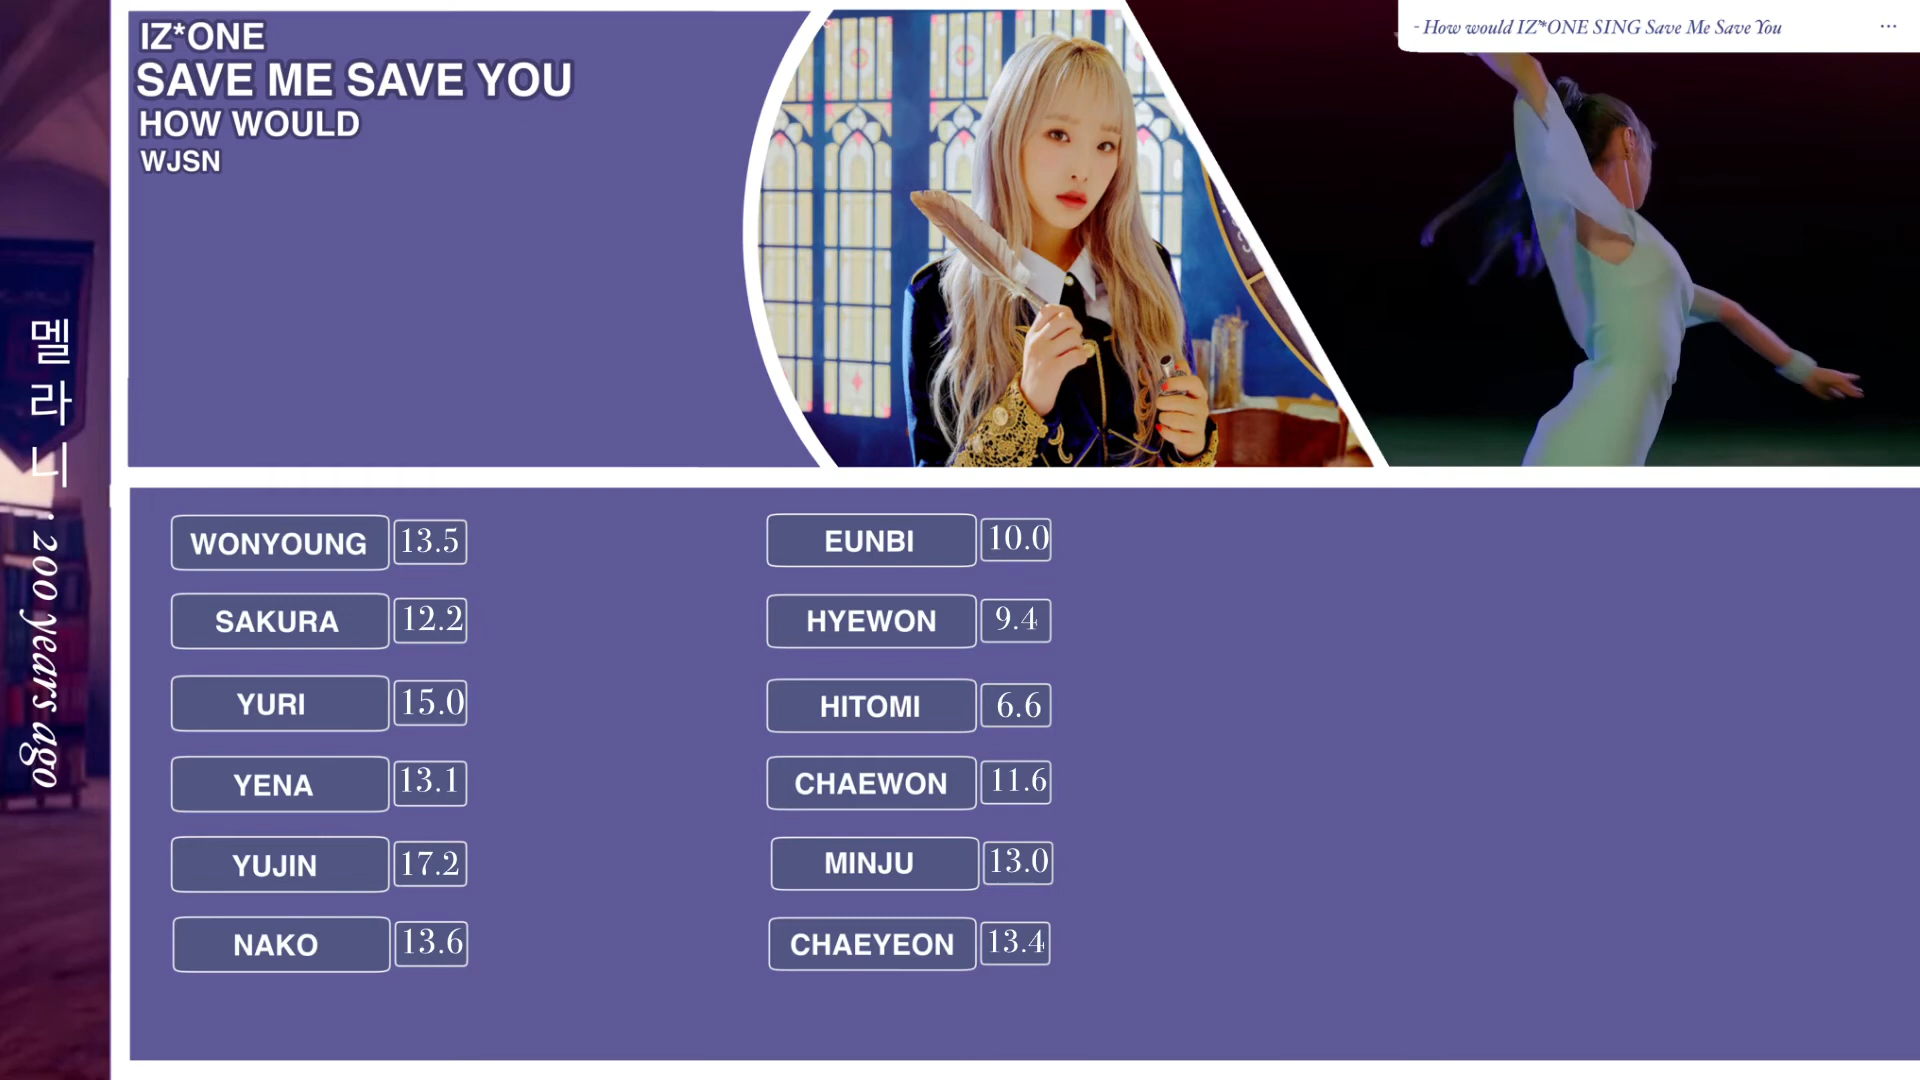 IZ*ONE
SAVE ME SAVE YOU
HOW WOULD
WJSN
- How would IZ*ONE SING Save Me Save You
...
멜라니 ' 200 years ago
WONYOUNG 13.5
SAKURA 12.2
YURI 15.0
YENA 13.1
YUJIN 17.2
NAKO 13.6
EUNBI 10.0
HYEWON 9.4
HITOMI 6.6
CHAEWON 11.6
MINJU 13.0
CHAEYEON 13.4